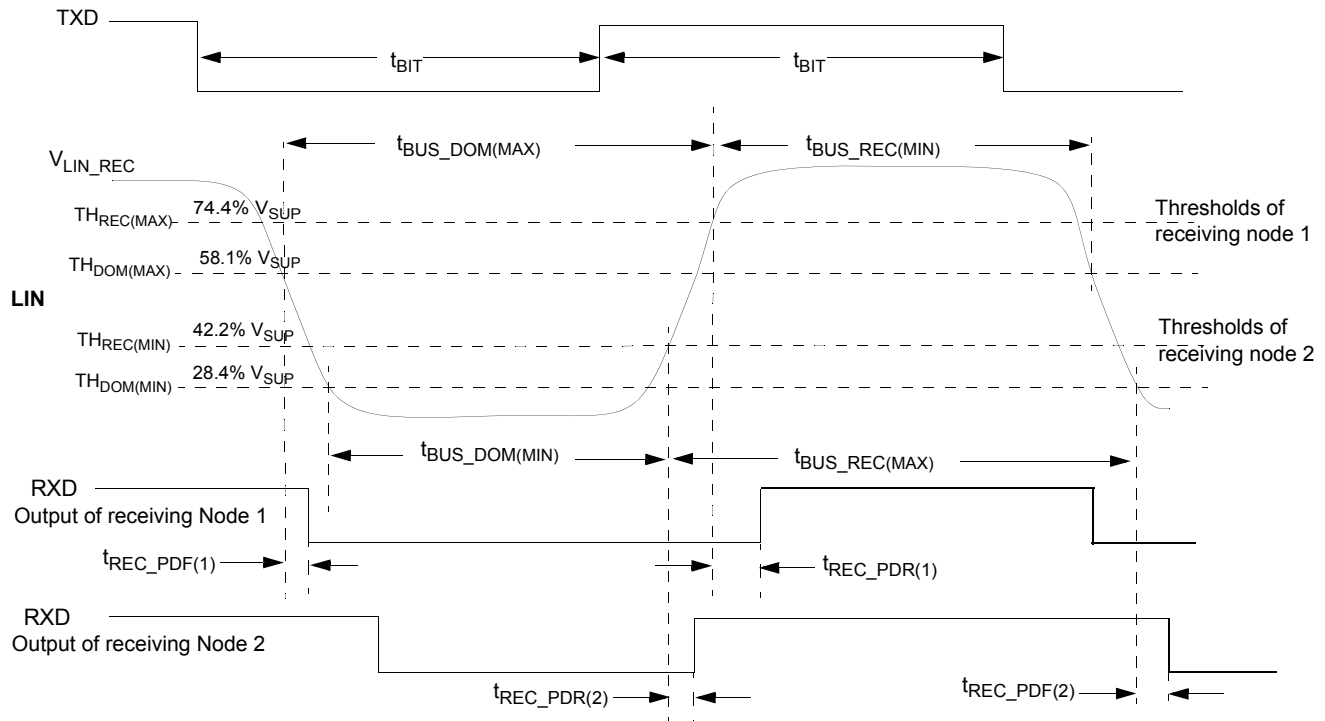 TXD
tBIT tBIT
tBUS_DOM(MAX) tBUS_REC(MIN)
VLIN_REC
THREC(MAX) 74.4% VSUP
Thresholds of
receiving node 1
THDOM(MAX) 58.1% VSUP
LIN
THREC(MIN) 42.2% VSUP
Thresholds of
receiving node 2
THDOM(MIN) 28.4% VSUP
tBUS_DOM(MIN) tBUS_REC(MAX)
RXD
Output of receiving Node 1
tREC_PDF(1) tREC_PDR(1)
RXD
Output of receiving Node 2
tREC_PDR(2) tREC_PDF(2)